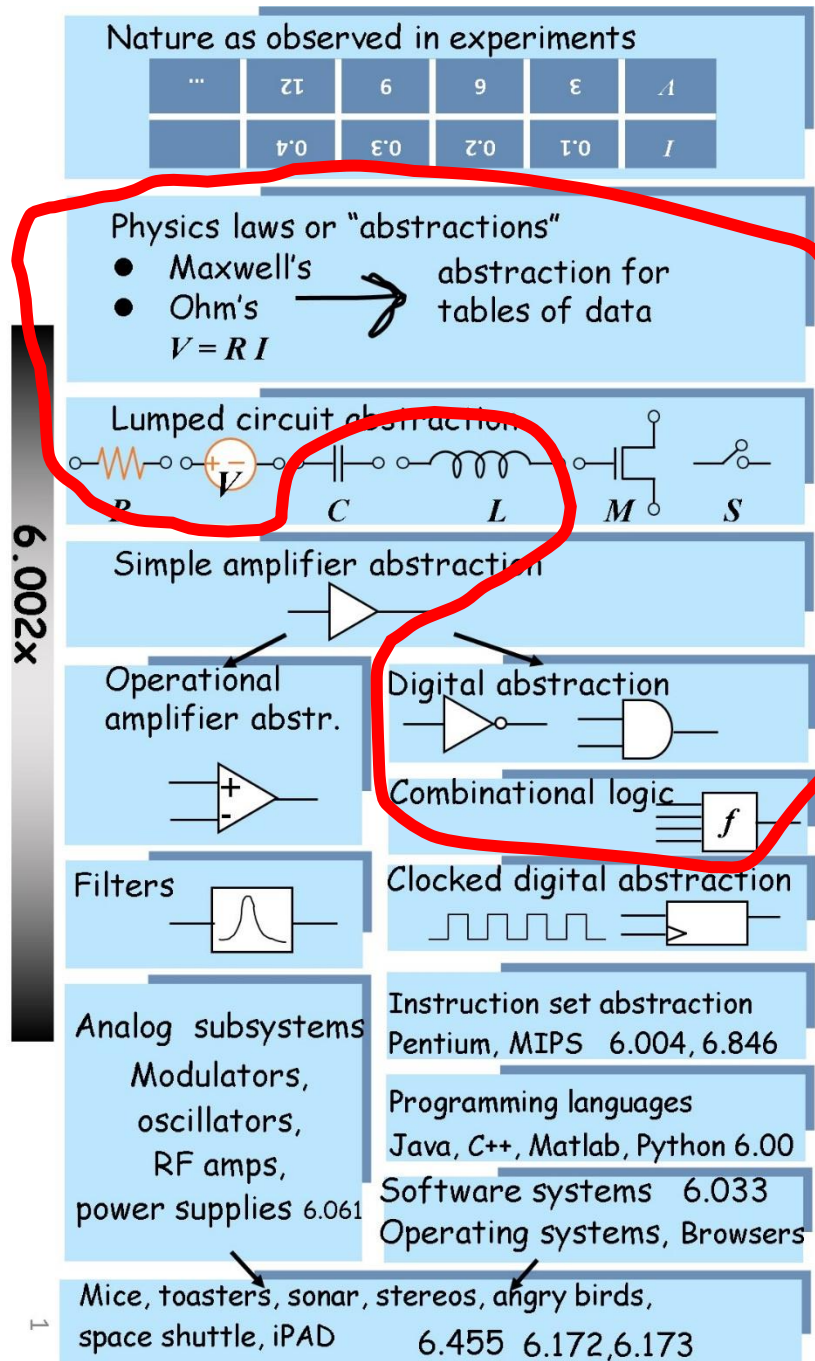 Nature as observed in experiments
V 3 6 9 12 ...
I 0.1 0.2 0.3 0.4
Physics laws or “abstractions”
● Maxwell’s
● Ohm’s
V = R I
abstraction for
tables of data
Lumped circuit abstraction
+ –
V
R C L M S
Simple amplifier abstraction
Operational
amplifier abstr.
+
-
Digital abstraction
Combinational logic
f
Filters
Clocked digital abstraction
Analog subsystems
Modulators,
oscillators,
RF amps,
power supplies 6.061
Instruction set abstraction
Pentium, MIPS 6.004, 6.846
Programming languages
Java, C++, Matlab, Python 6.00
Software systems 6.033
Operating systems, Browsers
Mice, toasters, sonar, stereos, angry birds,
space shuttle, iPAD 6.455 6.172,6.173
6.002x
1